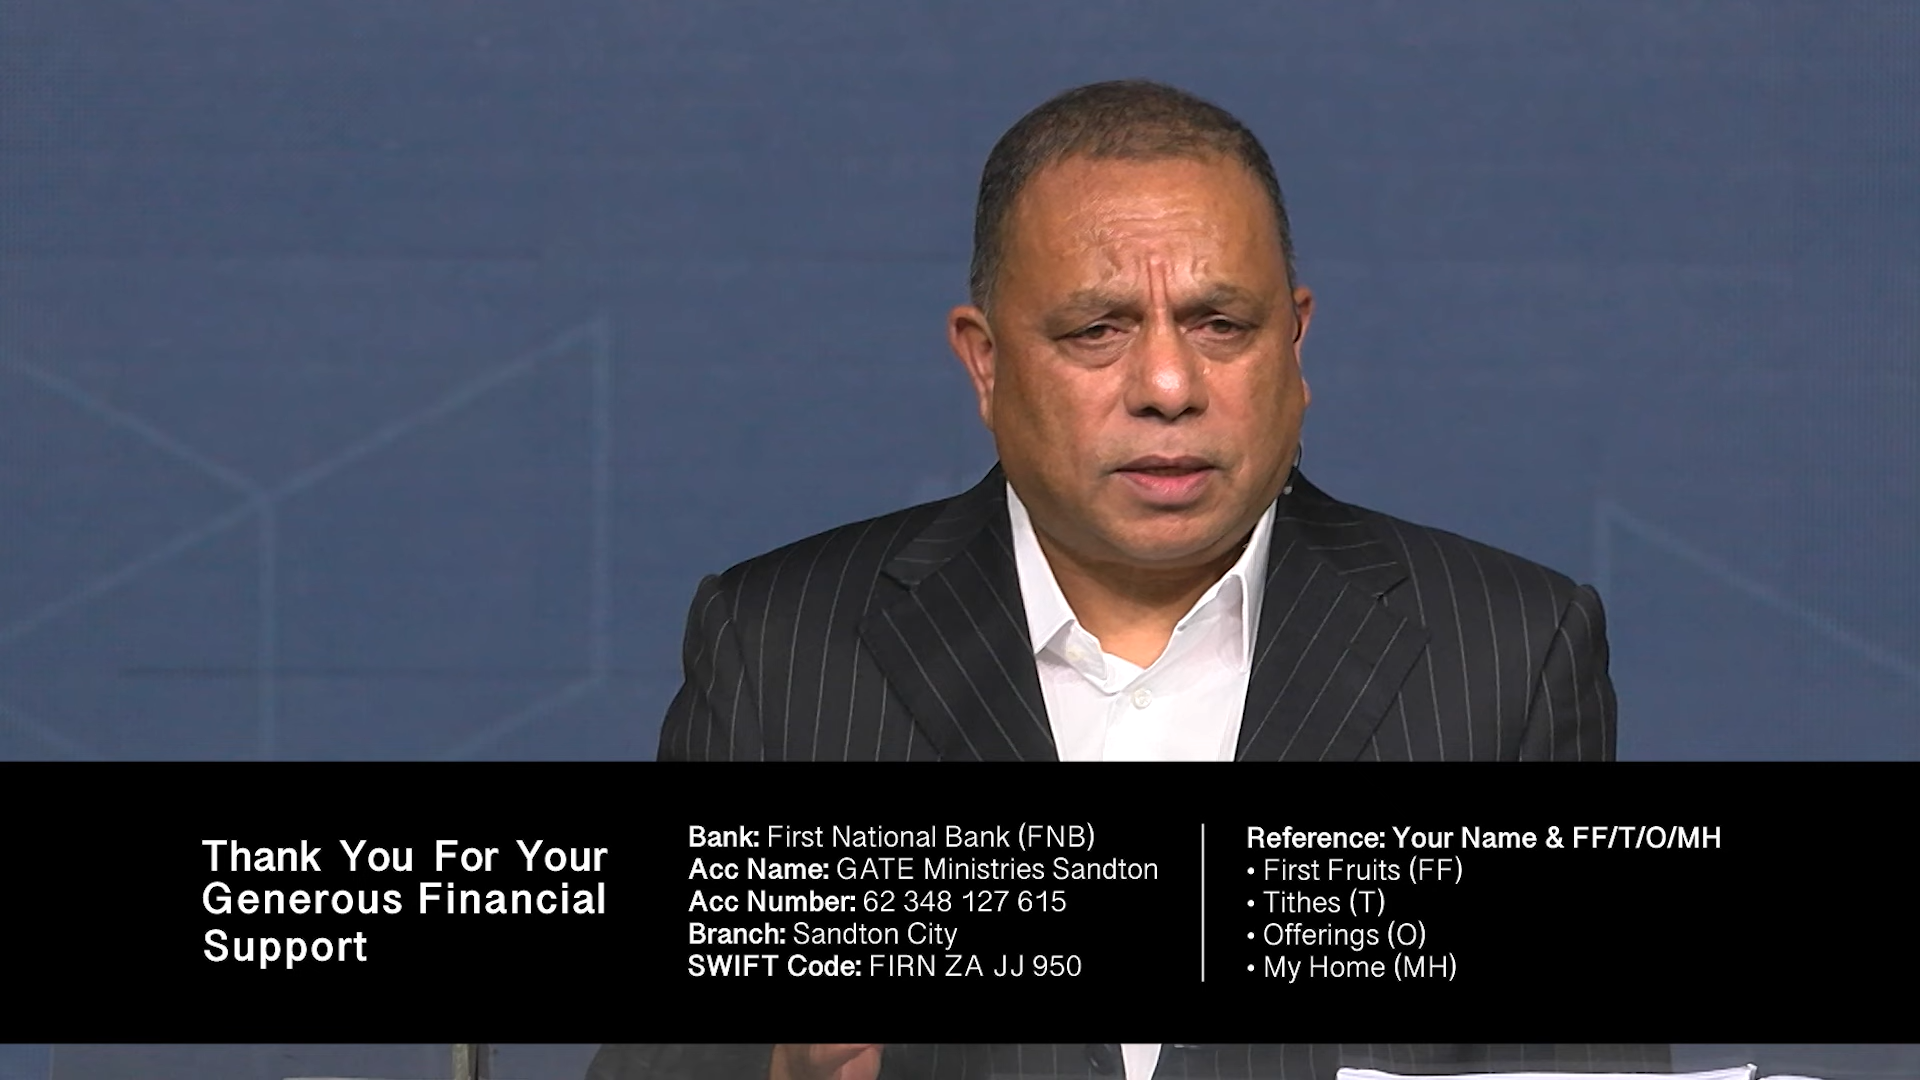 Thank You For Your
Generous Financial
Support
Bank: First National Bank (FNB)
Acc Name: GATE Ministries Sandton
Acc Number: 62 348 127 615
Branch: Sandton City
SWIFT Code: FIRN ZA JJ 950
Reference: Your Name & FF/T/O/MH
• First Fruits (FF)
• Tithes (T)
• Offerings (O)
• My Home (MH)